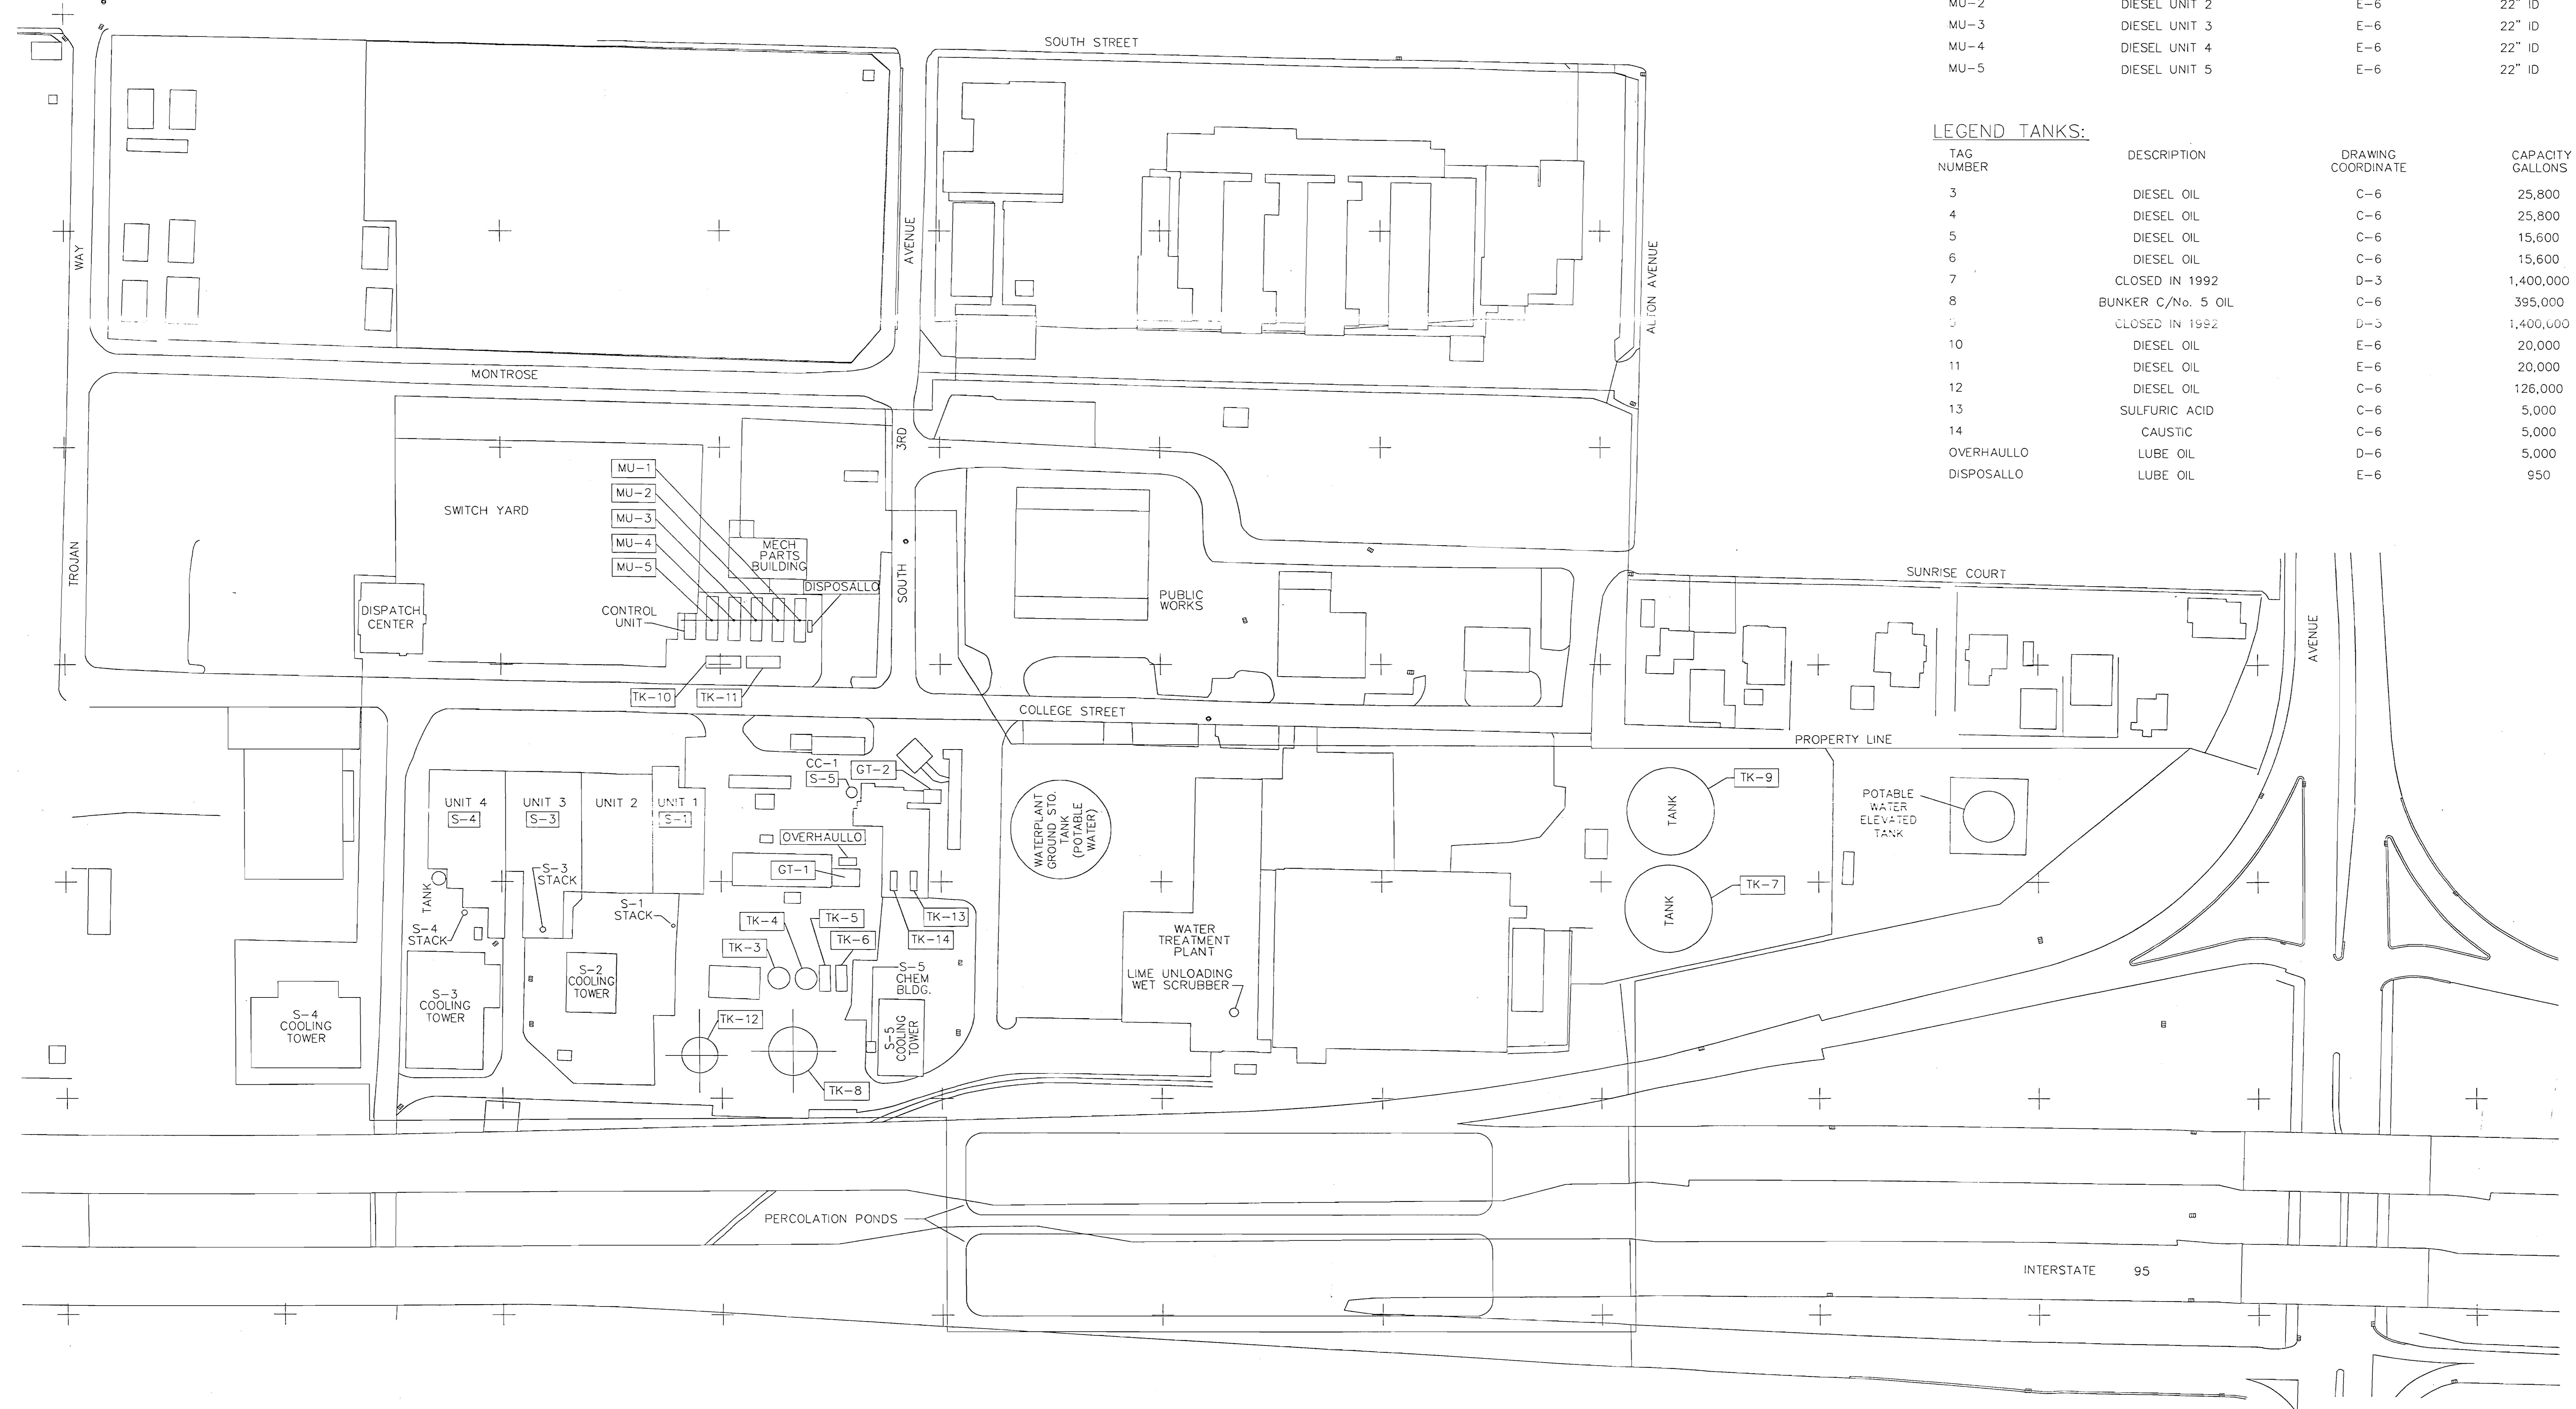 MU-2 DIESEL UNIT 2 E-6 22" ID
MU-3 DIESEL UNIT 3 E-6 22" ID
MU-4 DIESEL UNIT 4 E-6 22" ID
MU-5 DIESEL UNIT 5 E-6 22" ID
LEGEND TANKS:
TAG NUMBER DESCRIPTION DRAWING COORDINATE CAPACITY GALLONS
3 DIESEL OIL C-6 25,800
4 DIESEL OIL C-6 25,800
5 DIESEL OIL C-6 15,600
6 DIESEL OIL C-6 15,600
7 CLOSED IN 1992 D-3 1,400,000
8 BUNKER C/No. 5 OIL C-6 395,000
CLOSED IN 1992 1,400,000
10 DIESEL OIL E-6 20,000
11 DIESEL OIL E-6 20,000
12 DIESEL OIL C-6 126,000
13 SULFURIC ACID C-6 5,000
14 CAUSTIC C-6 5,000
OVERHAULLO LUBE OIL D-6 5,000
DISPOSALLO LUBE OIL E-6 950
SOUTH STREET
WAY
AVENUE
ALTON AVENUE
MONTROSE
3RD
MU-1
MU-2
MU-3
MU-4
MU-5
SWITCH YARD
MECH
PARTS
BUILDING
DISPOSALLO
TROJAN
SOUTH
DISPATCH
CENTER
CONTROL
UNIT
PUBLIC
WORKS
SUNRISE COURT
AVENUE
TK-10
TK-11
COLLEGE STREET
PROPERTY LINE
CC-1
S-5
GT-2
UNIT 4
S-4
UNIT 3
S-3
UNIT 2
UNIT 1
S-1
OVERHAULLO
GT-1
WATERPLANT
GROUND STO.
TANK
(POTABLE
WATER)
TANK
TK-9
POTABLE
WATER
ELEVATED
TANK
TANK
TK-7
TANK
S-3
STACK
S-4
STACK
S-1
STACK
TK-4
TK-5
TK-13
TK-3
TK-6
TK-14
WATER
TREATMENT
PLANT
LIME UNLOADING
WET SCRUBBER
S-5
CHEM
BLDG.
S-2
COOLING
TOWER
S-3
COOLING
TOWER
S-4
COOLING
TOWER
TK-12
S-5
COOLING
TOWER
TK-8
PERCOLATION PONDS
INTERSTATE 95